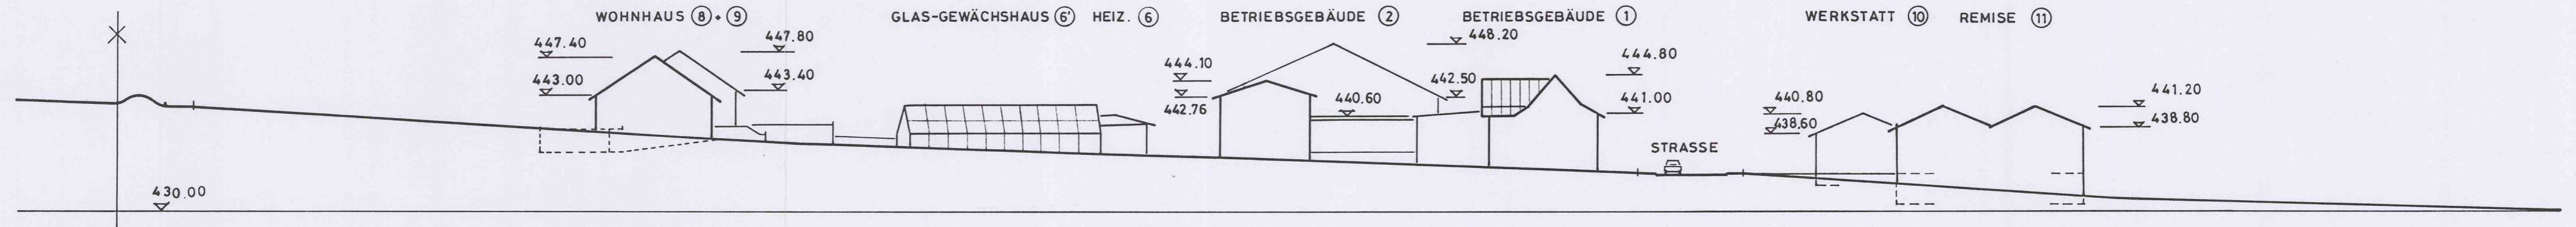 WOHNHAUS 8 + 9
GLAS-GEWÄCHSHAUS 6' HEIZ. 6
BETRIEBSGEBÄUDE 2
BETRIEBSGEBÄUDE 1
WERKSTATT 10 REMISE 11
447.40
447.80
443.00
443.40
444.10
442.76
440.60
448.20
442.50
444.80
441.00
440.80
438.60
441.20
438.80
STRASSE
430.00